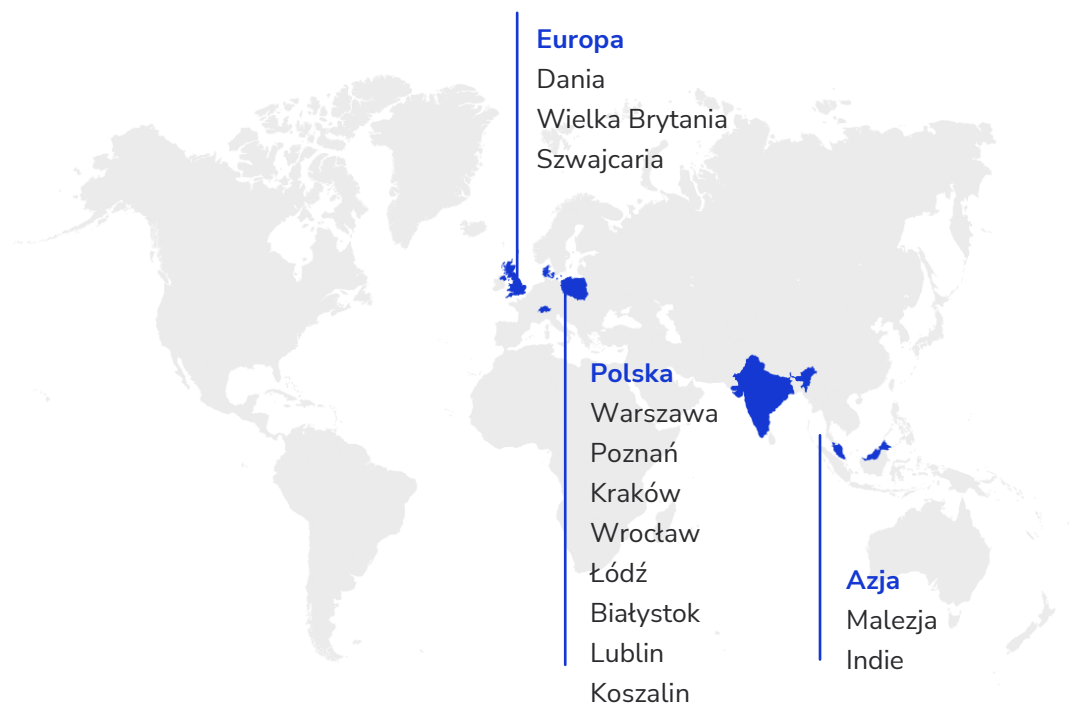 Europa
Dania
Wielka Brytania
Szwajcaria
Polska
Warszawa
Poznań
Kraków
Wrocław
Łódź
Białystok
Lublin
Koszalin
Azja
Malezja
Indie